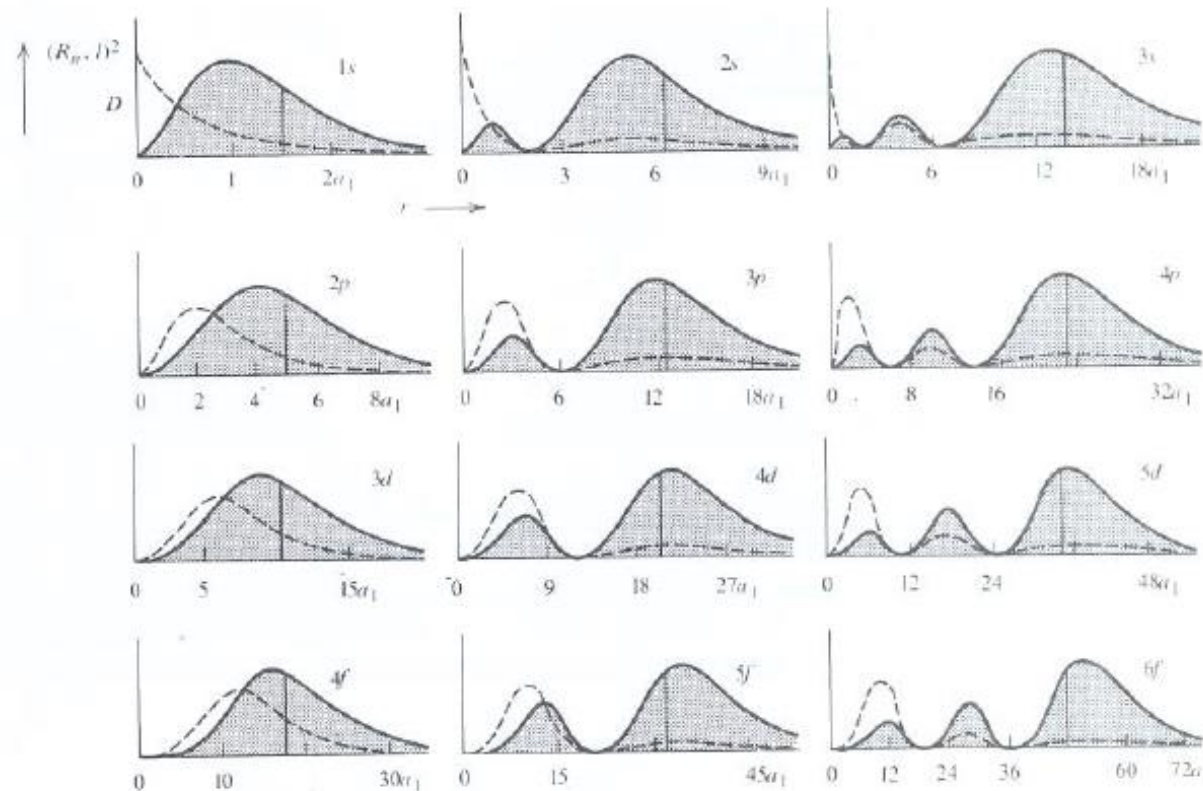 (Rₙ, l)²
D
1s
2s
3s
0 1 2a₁
0 3 6 9a₁
0 6 12 18a₁
r
2p
3p
4p
0 2 4 6 8a₁
0 6 12 18a₁
0 8 16 32a₁
3d
4d
5d
0 5 15a₁
0 9 18 27a₁
0 12 24 48a₁
4f
5f
6f
0 10 30a₁
0 15 45a₁
0 12 24 36 60 72a